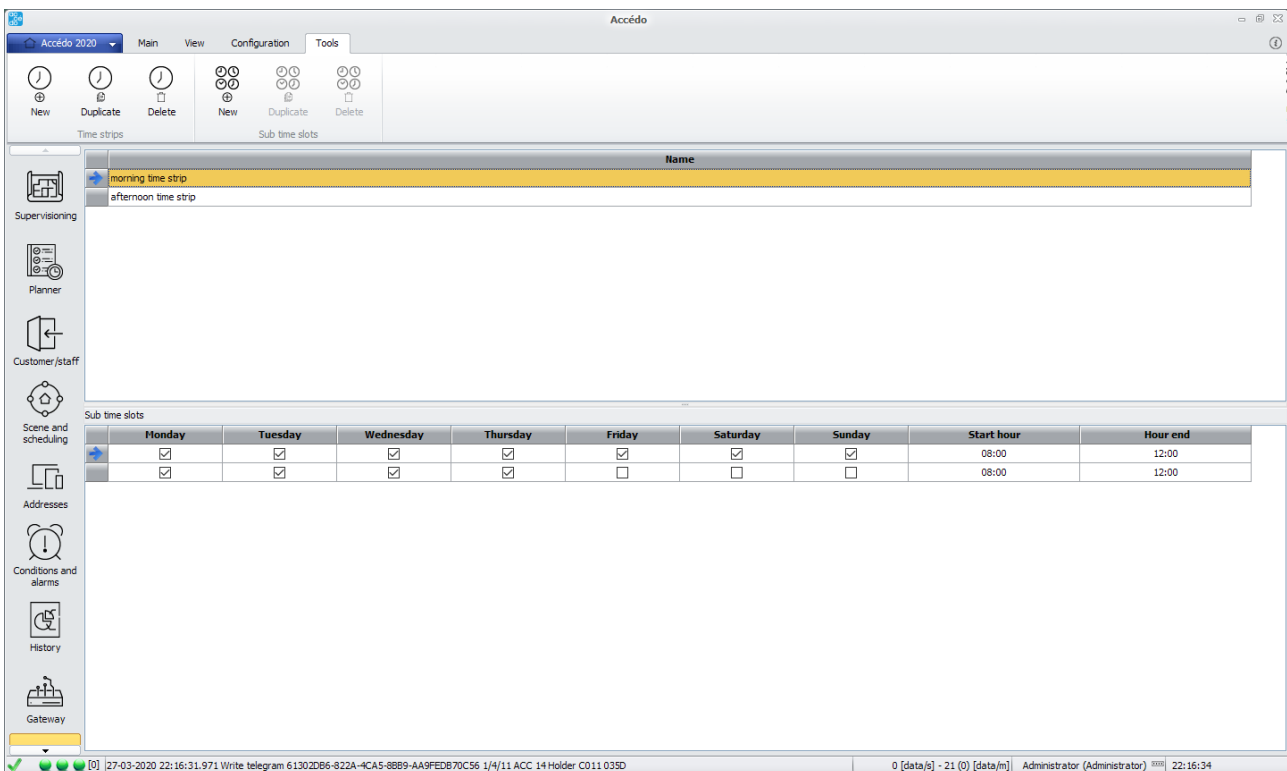 Accédo
Accédo 2020 Main View Configuration Tools
New Duplicate Delete New Duplicate Delete
Time strips Sub time slots
Name
morning time strip
afternoon time strip
Supervisioning
Planner
Customer/staff
Scene and
scheduling
Addresses
Conditions and
alarms
History
Gateway
Sub time slots
Monday Tuesday Wednesday Thursday Friday Saturday Sunday Start hour Hour end
08:00 12:00
08:00 12:00
[0] 27-03-2020 22:16:31.971 Write telegram 61302DB6-822A-4CA5-8BB9-AA9FEDB70C56 1/4/11 ACC 14 Holder C011 035D 0 [data/s] - 21 (0) [data/m] Administrator (Administrator) 22:16:34